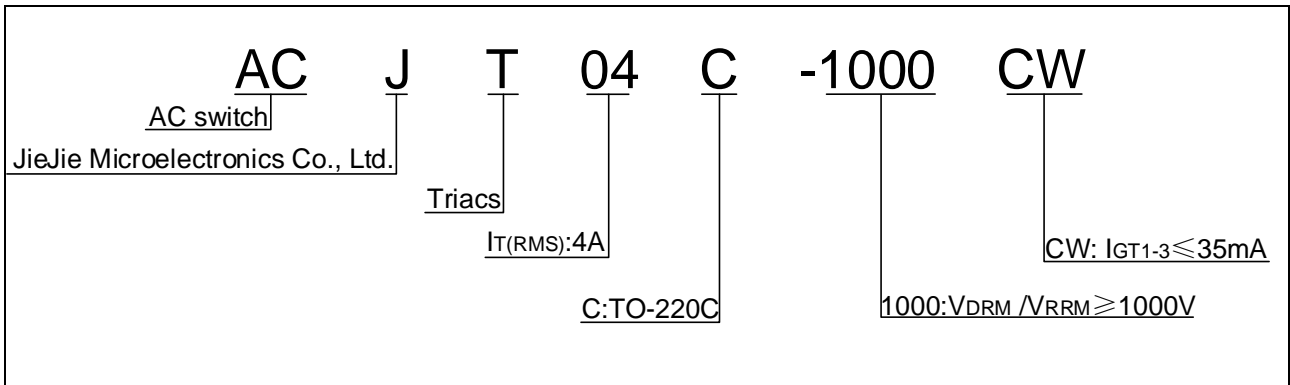 AC J T 04 C -1000 CW
AC switch
JieJie Microelectronics Co., Ltd.
Triacs
IT(RMS):4A
CW: IGT1-3≤35mA
C:TO-220C
1000:VDRM /VRRM≥1000V